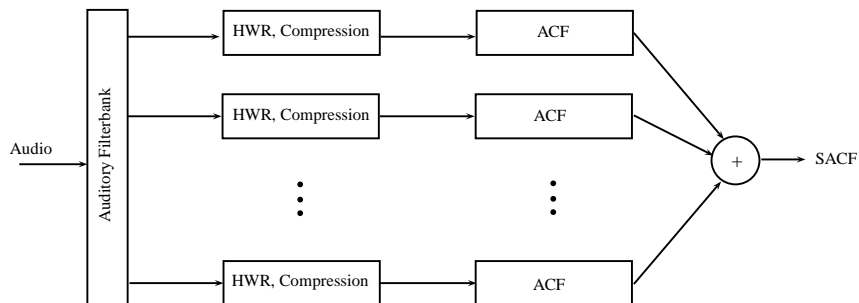 HWR, Compression
ACF
HWR, Compression
ACF
Audio
Auditory Filterbank
+
SACF
HWR, Compression
ACF